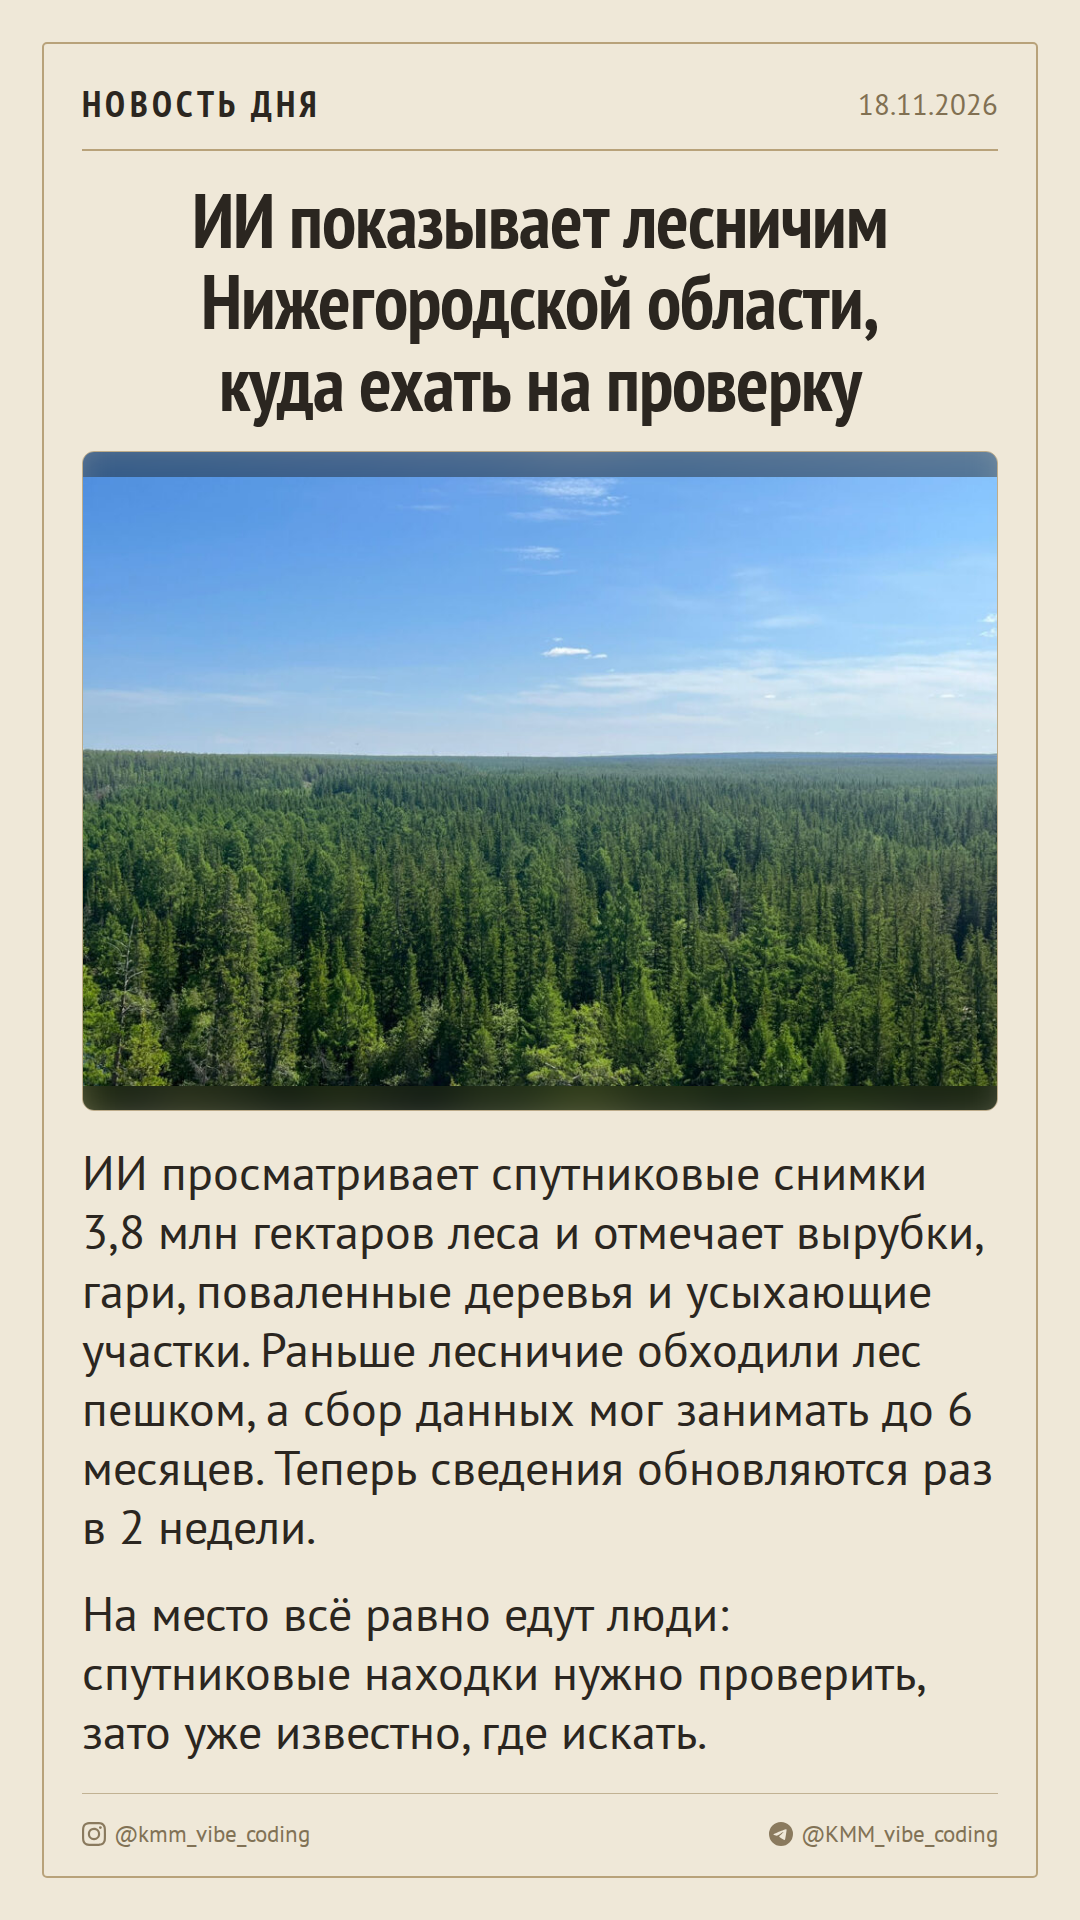 НОВОСТЬ ДНЯ
18.11.2026
ИИ показывает лесничим
Нижегородской области,
куда ехать на проверку
ИИ просматривает спутниковые снимки
3,8 млн гектаров леса и отмечает вырубки,
гари, поваленные деревья и усыхающие
участки. Раньше лесничие обходили лес
пешком, а сбор данных мог занимать до 6
месяцев. Теперь сведения обновляются раз
в 2 недели.
На место всё равно едут люди:
спутниковые находки нужно проверить,
зато уже известно, где искать.
@kmm_vibe_coding
@KMM_vibe_coding